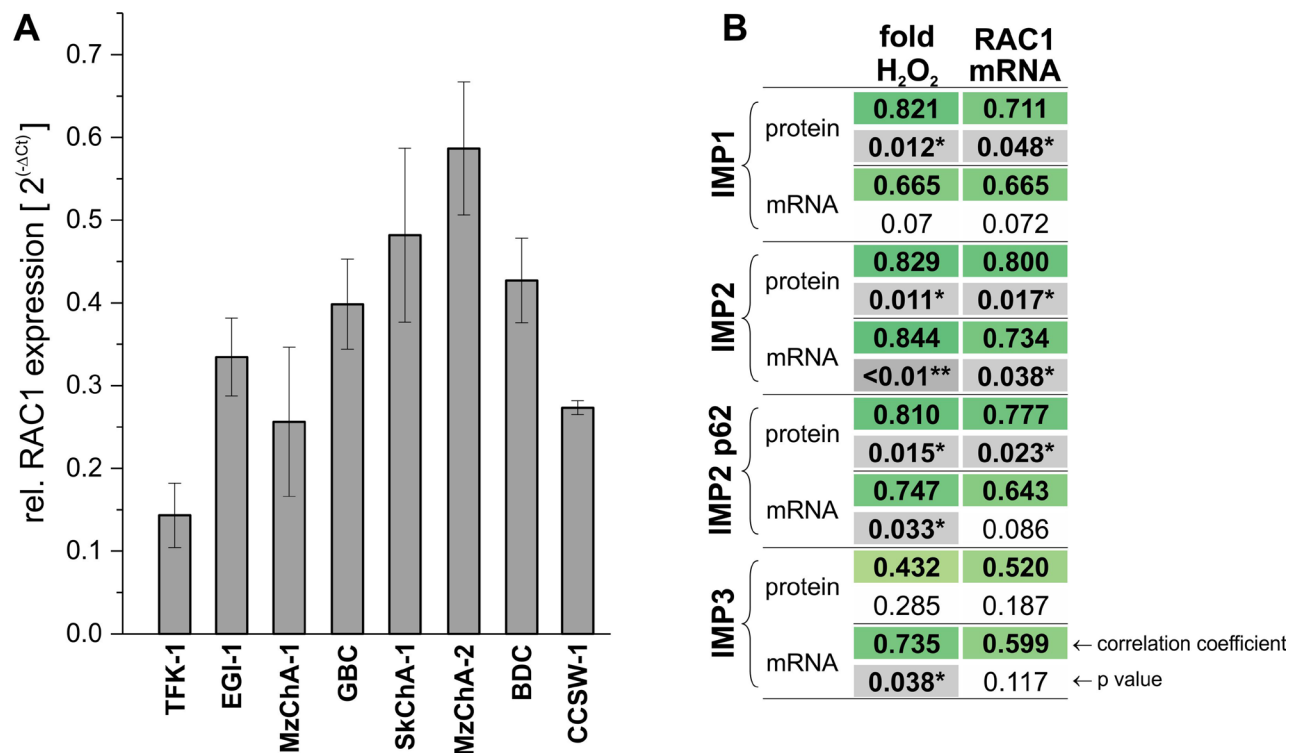 A
rel. RAC1 expression [ 2(-ΔCt) ]
0.7
0.6
0.5
0.4
0.3
0.2
0.1
0.0
TFK-1
EGI-1
MzChA-1
GBC
SkChA-1
MzChA-2
BDC
CCSW-1
B
fold H2O2
RAC1 mRNA
IMP1
protein
0.821 0.711
0.012* 0.048*
mRNA
0.665 0.665
0.07 0.072
IMP2
protein
0.829 0.800
0.011* 0.017*
mRNA
0.844 0.734
<0.01** 0.038*
IMP2 p62
protein
0.810 0.777
0.015* 0.023*
mRNA
0.747 0.643
0.033* 0.086
IMP3
protein
0.432 0.520
0.285 0.187
mRNA
0.735 0.599 ← correlation coefficient
0.038* 0.117 ← p value